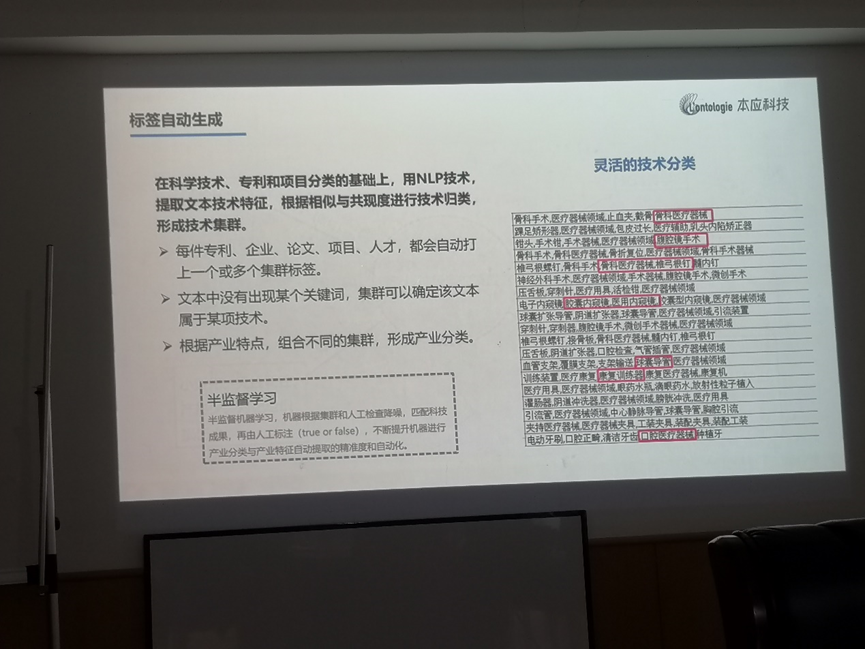 标签自动生成
L'ontologie 本应科技
在科学技术、专利和项目分类的基础上，用NLP技术，
提取文本技术特征，根据相似与共现度进行技术归类，
形成技术集群。
➢ 每件专利、企业、论文、项目、人才，都会自动打
上一个或多个集群标签。
➢ 文本中没有出现某个关键词，集群可以确定该文本
属于某项技术。
➢ 根据产业特点，组合不同的集群，形成产业分类。
半监督学习
半监督机器学习，机器根据集群和人工检查降噪，匹配科技
成果，再由人工标注（true or false），不断提升机器进行
产业分类与产业特征自动提取的精准度和自动化。
灵活的技术分类
骨科手术,医疗器械领域,止血夹,髋骨,骨科医疗器械
踝足矫形器,医疗器械领域,包皮过长,医疗辅助,乳头内陷矫正器
钳头,手术钳,手术器械,医疗器械领域,腹腔镜手术
骨科手术,骨科医疗器械,骨折复位,医疗器械领域,骨科手术器械
椎弓根螺钉,骨科手术,骨科医疗器械,椎弓根钉,髓内钉
神经外科手术,医疗器械领域,手术器械,腹腔镜手术,微创手术
压舌板,穿刺针,医疗用具,活检钳,医疗器械领域
电子内窥镜,胶囊内窥镜,医用内窥镜,胶囊型内窥镜,医疗器械领域
球囊扩张导管,阴道扩张器,球囊导管,医疗器械领域,引流装置
穿刺针,穿刺器,腹腔镜手术,微创手术器械,医疗器械领域
椎弓根螺钉,接骨板,骨科医疗器械,髓内钉,椎弓根钉
压舌板,阴道扩张器,口腔检查,气管插管,医疗器械领域
血管支架,覆膜支架,支架输送,球囊导管,医疗器械领域
训练装置,医疗康复,康复训练器,康复医疗器械,康复机
医疗用具,医疗器械领域,眼药水瓶,滴眼药水,放射性粒子植入
灌肠器,阴道冲洗器,医疗器械领域,膀胱冲洗,医疗用具
引流管,医疗器械领域,中心静脉导管,球囊导管,胸腔引流
夹持医疗器械,医疗器械夹具,工装夹具,装配夹具,装配工装
电动牙刷,口腔正畸,清洁牙齿,口腔医疗器械,种植牙